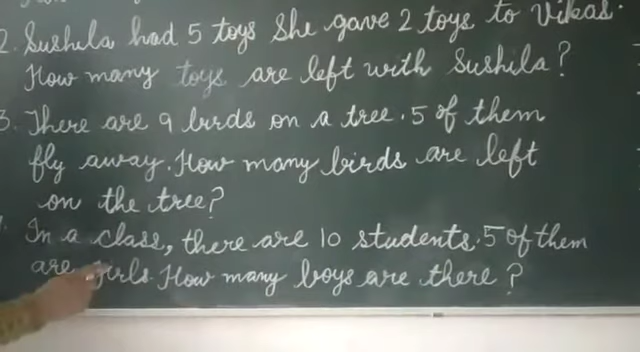 2. Sushila had 5 toys She gave 2 toys to Vikas.
How many toys are left with Sushila?
3. There are 9 birds on a tree. 5 of them
fly away. How many birds are left
on the tree?
In a class, there are 10 students. 5 of them
are girls. How many boys are there?